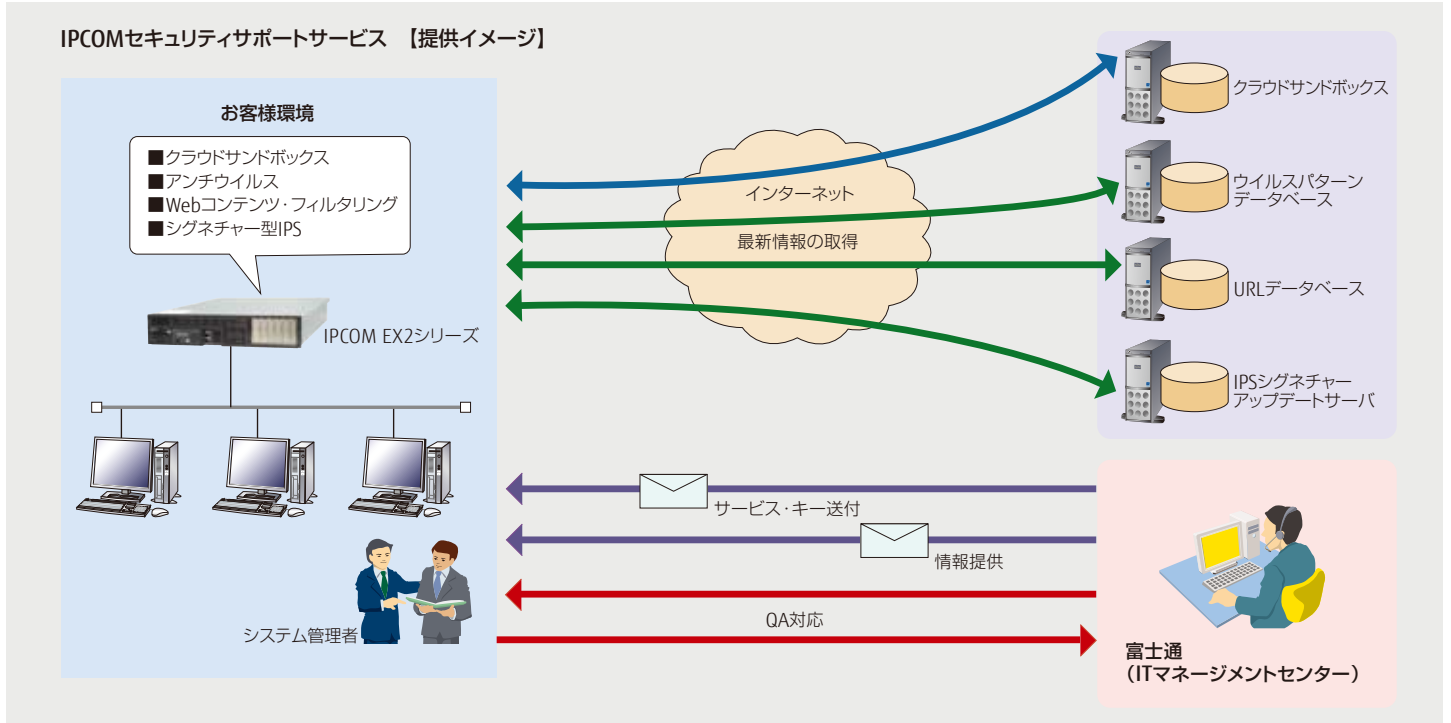 IPCOMセキュリティサポートサービス 【提供イメージ】
お客様環境
■クラウドサンドボックス
■アンチウイルス
■Webコンテンツ・フィルタリング
■シグネチャー型IPS
IPCOM EX2シリーズ
システム管理者
インターネット
最新情報の取得
クラウドサンドボックス
ウイルスパターン
データベース
URLデータベース
IPSシグネチャー
アップデートサーバ
サービス・キー送付
情報提供
QA対応
富士通
（ITマネージメントセンター）